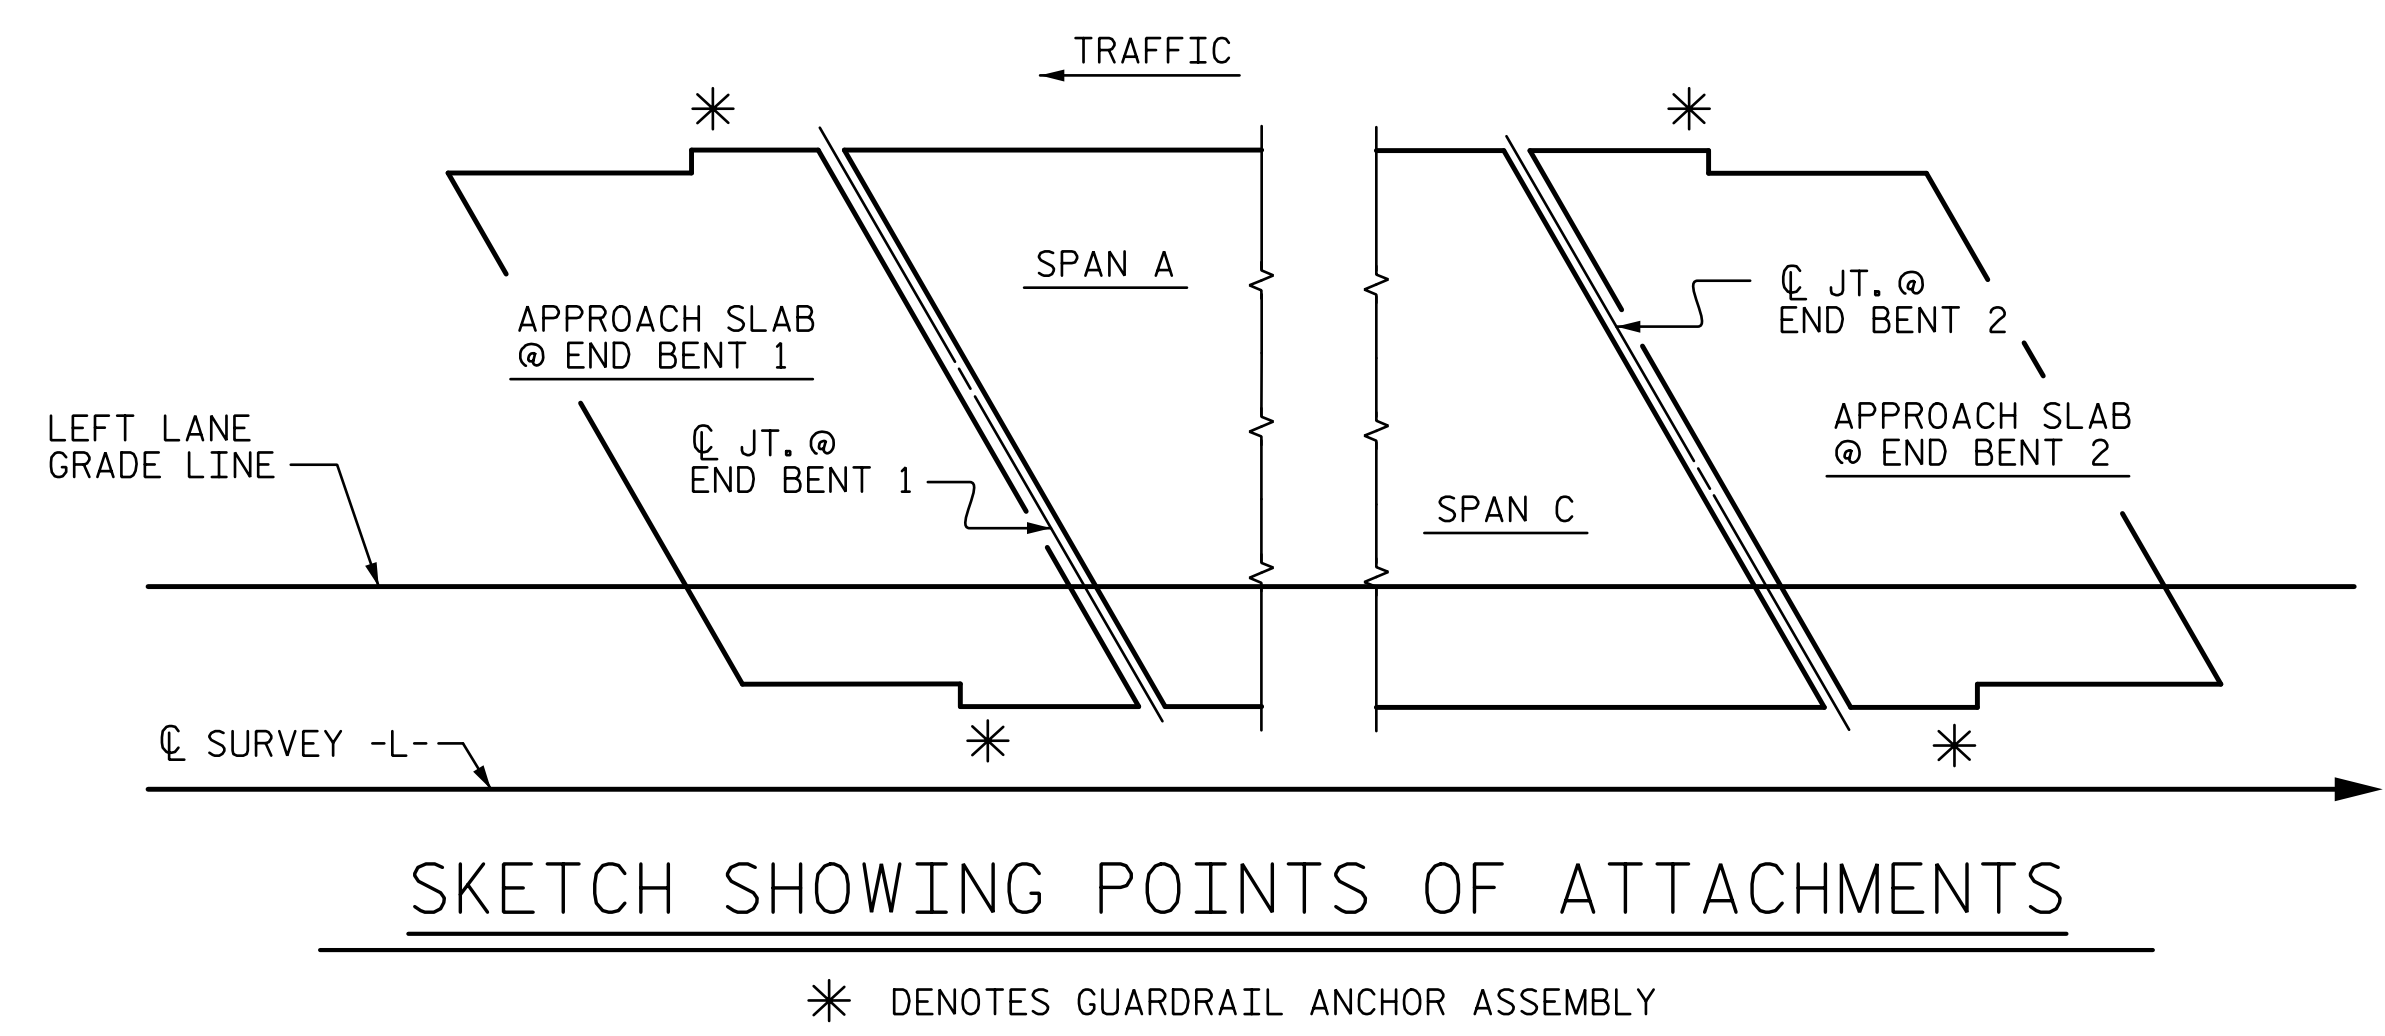 TRAFFIC
SPAN A
APPROACH SLAB
@ END BENT 1
℄ JT. @
END BENT 2
APPROACH SLAB
@ END BENT 2
LEFT LANE
GRADE LINE
℄ JT. @
END BENT 1
SPAN C
℄ SURVEY -L-
SKETCH SHOWING POINTS OF ATTACHMENTS
* DENOTES GUARDRAIL ANCHOR ASSEMBLY